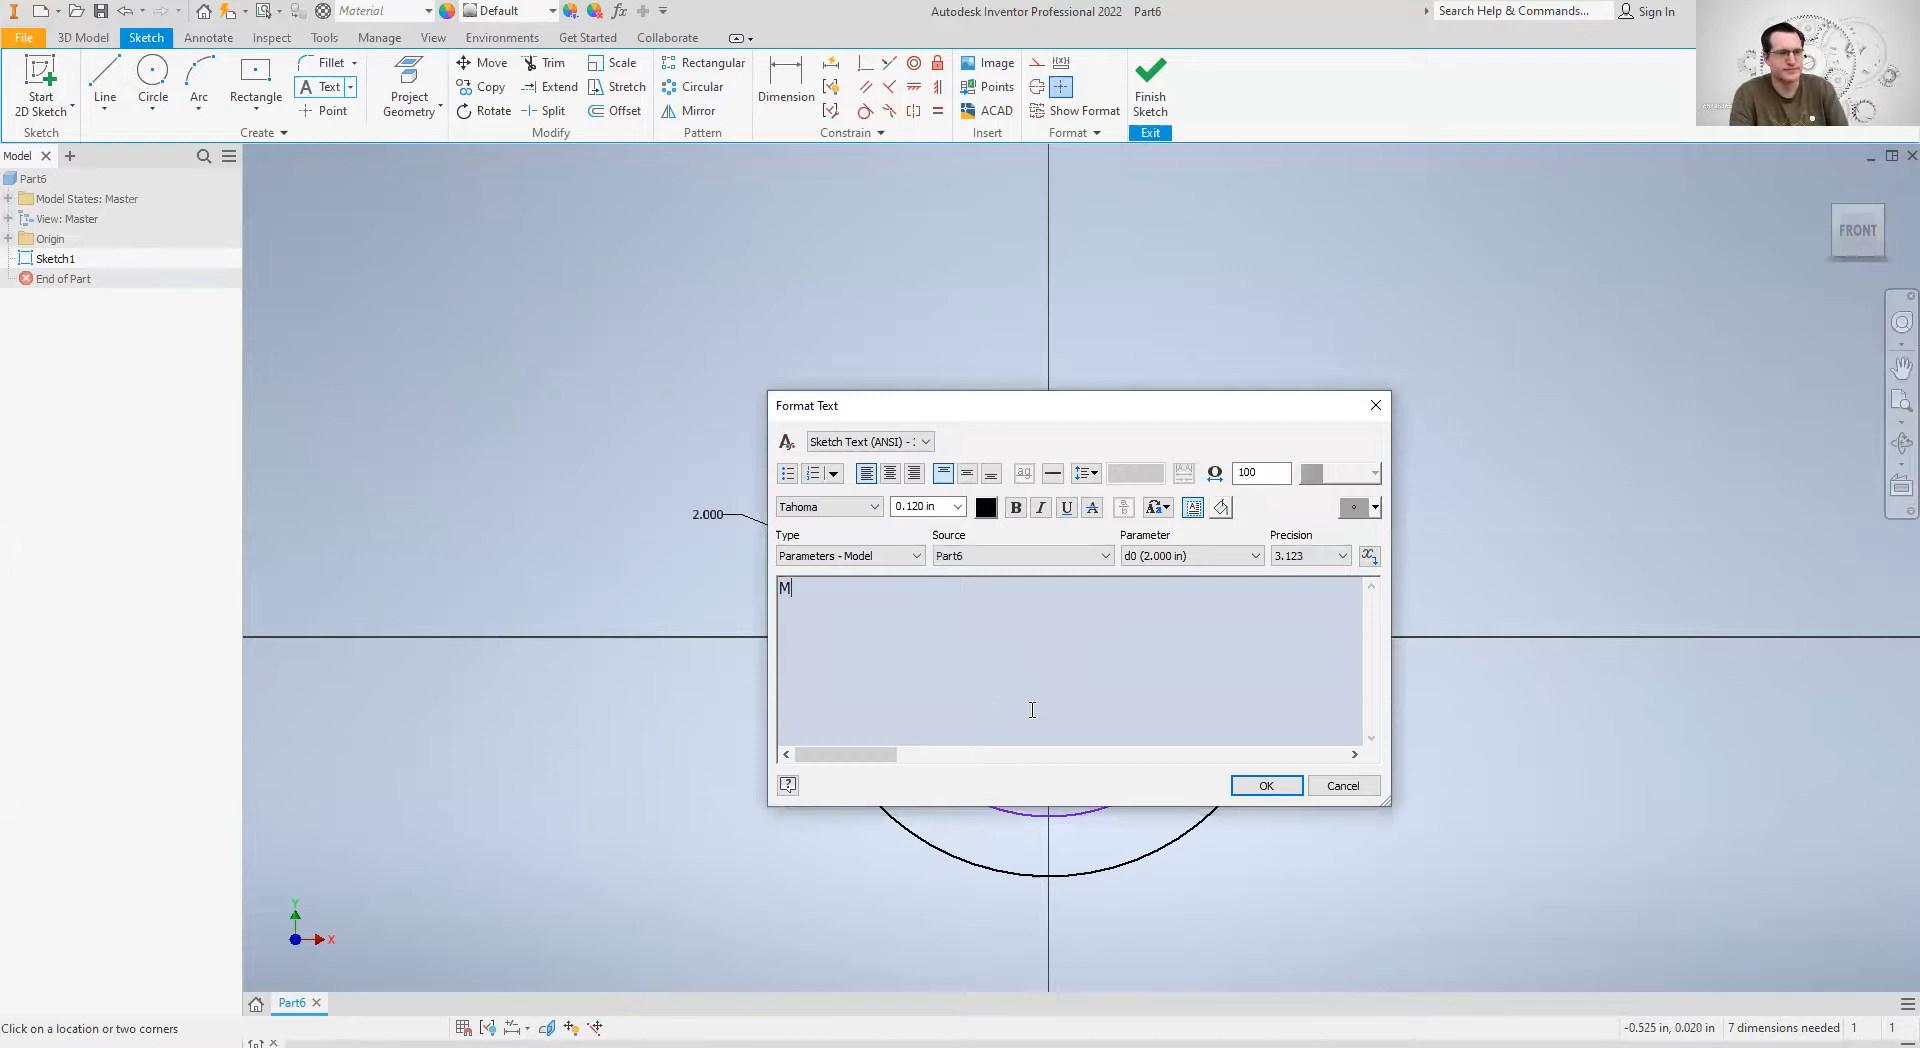 Material
Default
Autodesk Inventor Professional 2022 Part6
Search Help & Commands...
Sign In
File 3D Model Sketch Annotate Inspect Tools Manage View Environments Get Started Collaborate
Start
2D Sketch
Line
Circle
Arc
Rectangle
Fillet
Text
Point
Project
Geometry
Move Trim Scale
Copy Extend Stretch
Rotate Split Offset
Rectangular
Circular
Mirror
Dimension
Image
Points
ACAD
Show Format
Finish
Sketch
Sketch Create Modify Pattern Constrain Insert Format Exit
Model
Part6
Model States: Master
View: Master
Origin
Sketch1
End of Part
FRONT
2.000
Format Text
Sketch Text (ANSI) - :
100
Tahoma 0.120 in
Type Source Parameter Precision
Parameters - Model Part6 d0 (2.000 in) 3.123
M
OK Cancel
Y
X
Part6
Click on a location or two corners
-0.525 in, 0.020 in 7 dimensions needed 1 1